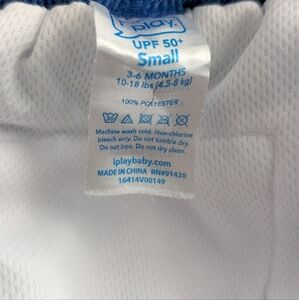 i play.
UPF 50+
Small
3-6 MONTHS
10-18 lbs (4.5-8 kg)
100% POLYESTER
Machine wash cold. Non-chlorine
bleach only. Do not tumble dry.
Do not iron. Do not dry clean.
iplaybaby.com
MADE IN CHINA RN#91420
16414V00149